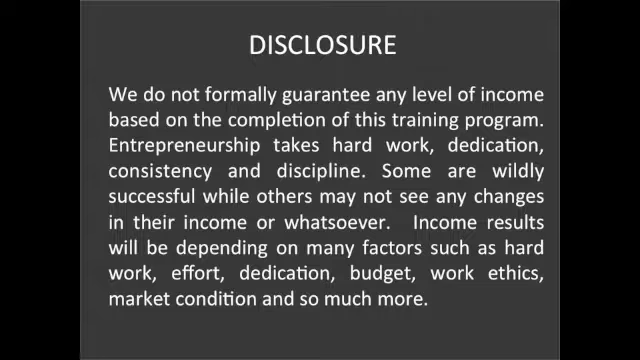 DISCLOSURE
We do not formally guarantee any level of income
based on the completion of this training program.
Entrepreneurship takes hard work, dedication,
consistency and discipline. Some are wildly
successful while others may not see any changes
in their income or whatsoever. Income results
will be depending on many factors such as hard
work, effort, dedication, budget, work ethics,
market condition and so much more.